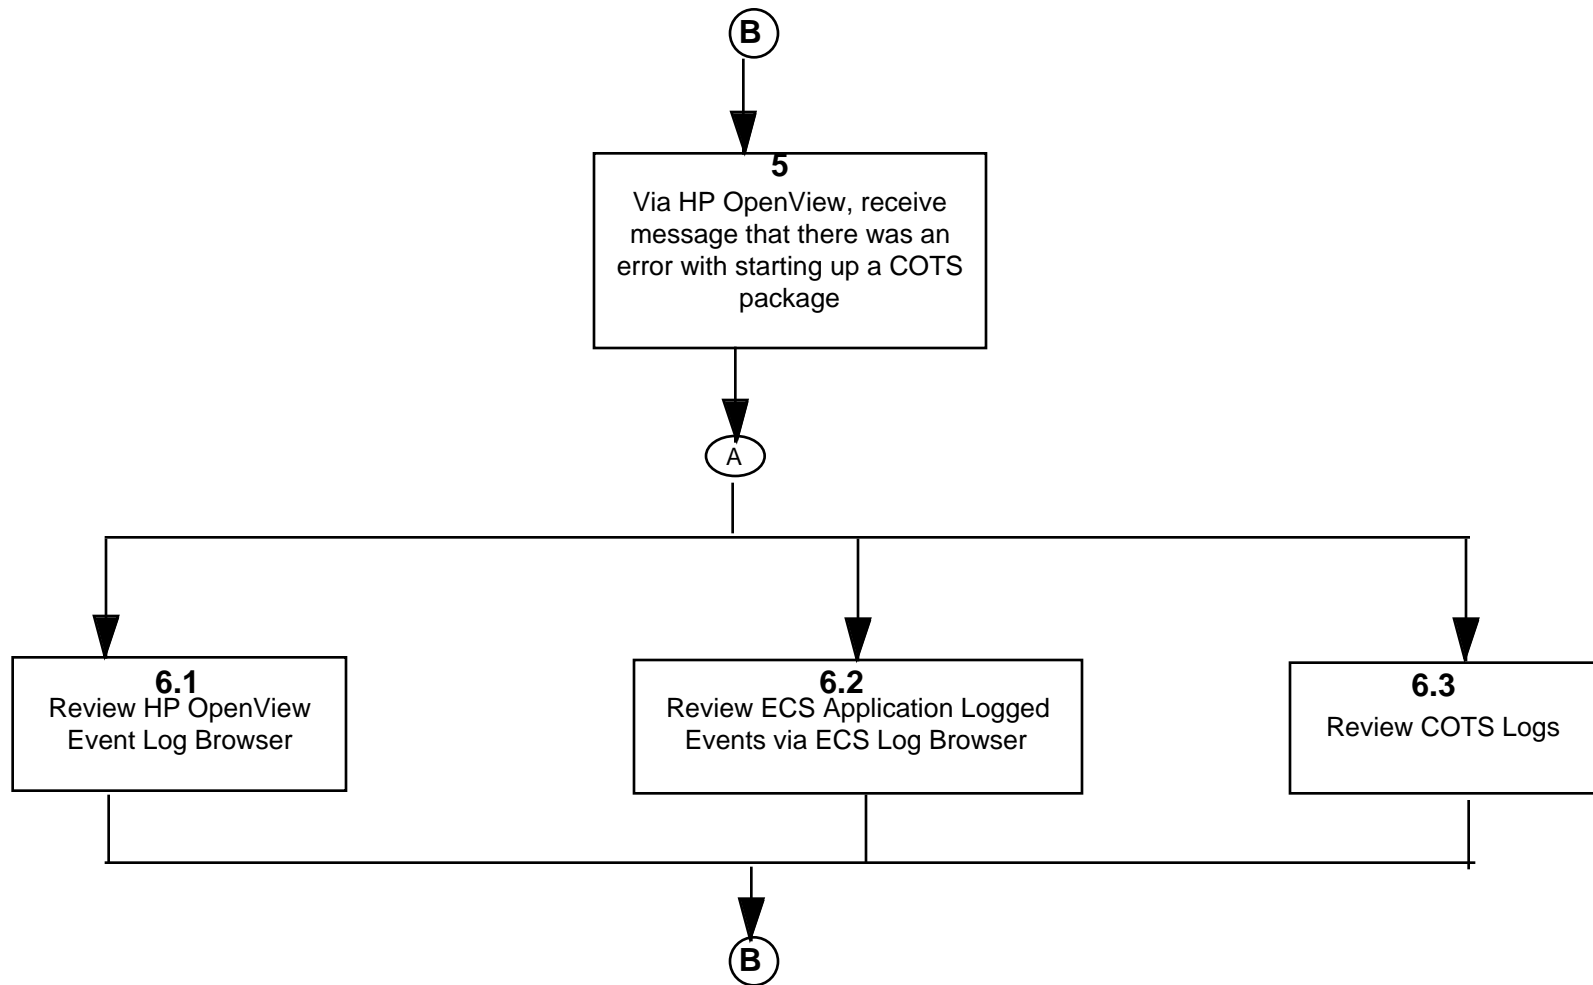 B
5
Via HP OpenView, receive
message that there was an
error with starting up a COTS
package
A
6.1
Review HP OpenView
Event Log Browser
6.2
Review ECS Application Logged
Events via ECS Log Browser
6.3
Review COTS Logs
B